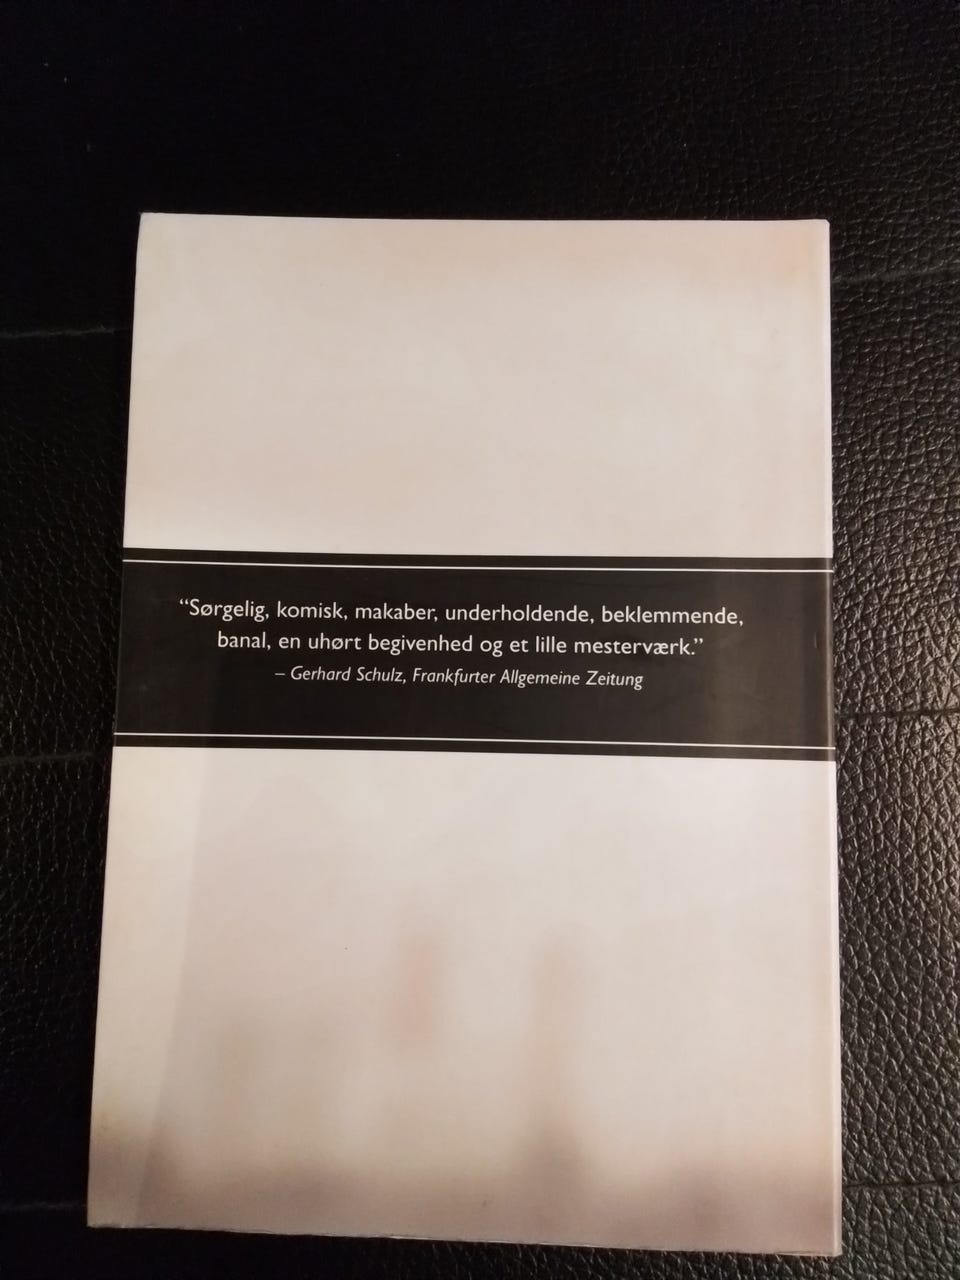 “Sørgelig, komisk, makaber, underholdende, beklemmende,
banal, en uhørt begivenhed og et lille mesterværk.”
– Gerhard Schulz, Frankfurter Allgemeine Zeitung